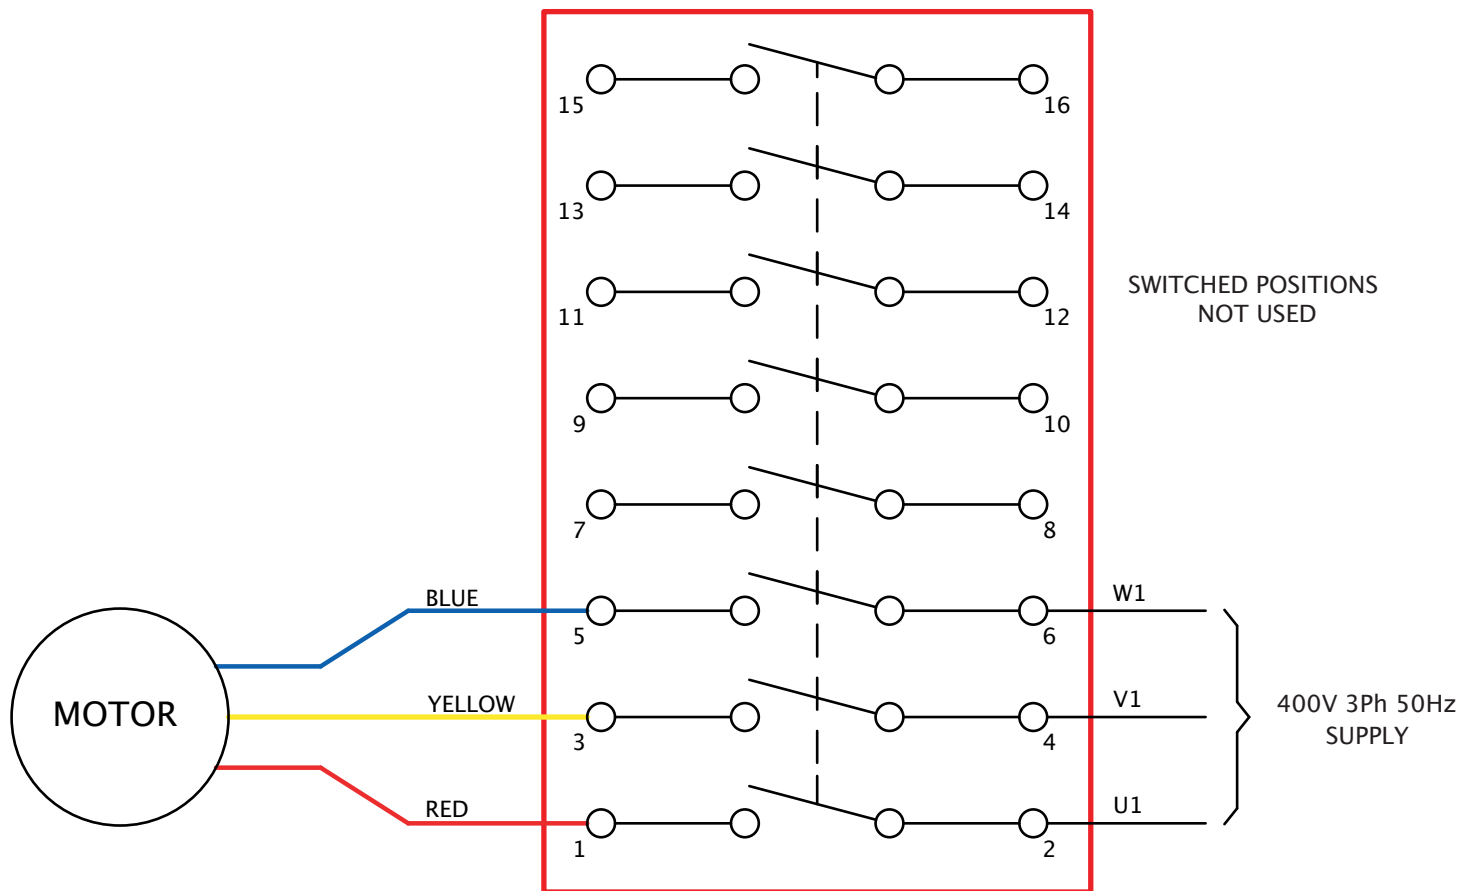 15 16
13 14
SWITCHED POSITIONS
NOT USED
11 12
9 10
7 8
BLUE W1
5 6
MOTOR YELLOW V1 400V 3Ph 50Hz
SUPPLY
3 4
RED U1
1 2